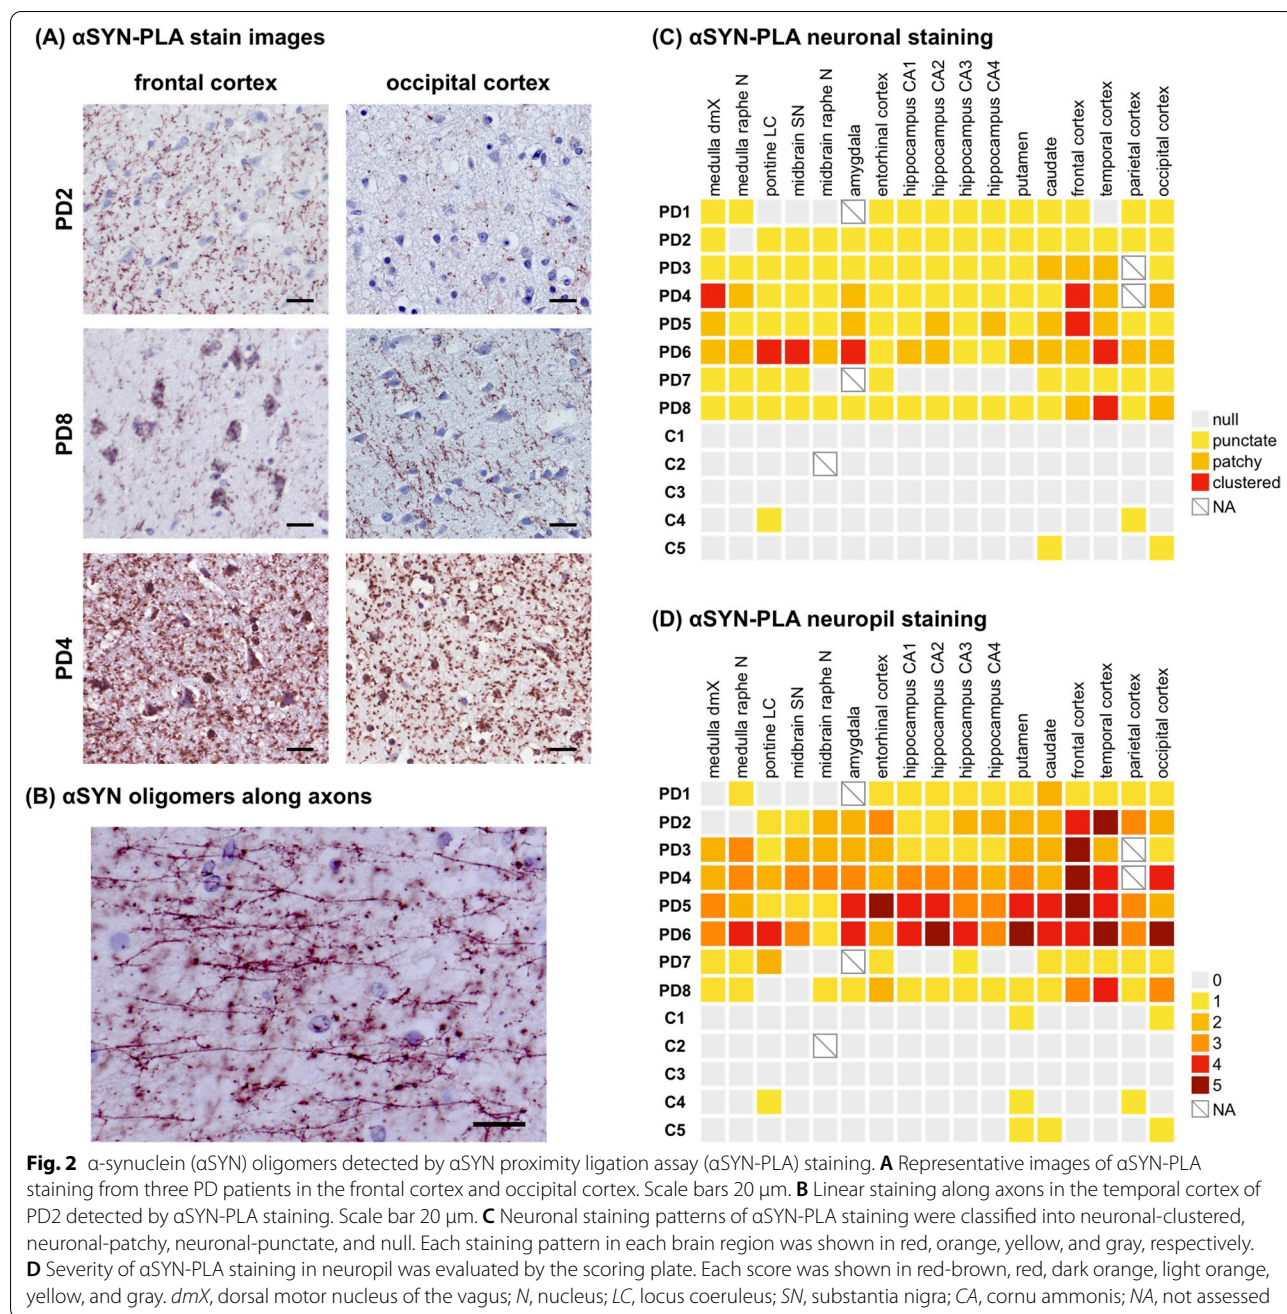 (A) αSYN-PLA stain images
frontal cortex
occipital cortex
PD2
PD8
PD4
(B) αSYN oligomers along axons
(C) αSYN-PLA neuronal staining
medulla dmX
medulla raphe N
pontine LC
midbrain SN
midbrain raphe N
amygdala
entorhinal cortex
hippocampus CA1
hippocampus CA2
hippocampus CA3
hippocampus CA4
putamen
caudate
frontal cortex
temporal cortex
parietal cortex
occipital cortex
PD1
PD2
PD3
PD4
PD5
PD6
PD7
PD8
C1
C2
C3
C4
C5
null
punctate
patchy
clustered
NA
(D) αSYN-PLA neuropil staining
medulla dmX
medulla raphe N
pontine LC
midbrain SN
midbrain raphe N
amygdala
entorhinal cortex
hippocampus CA1
hippocampus CA2
hippocampus CA3
hippocampus CA4
putamen
caudate
frontal cortex
temporal cortex
parietal cortex
occipital cortex
PD1
PD2
PD3
PD4
PD5
PD6
PD7
PD8
C1
C2
C3
C4
C5
0
1
2
3
4
5
NA
Fig. 2 α-synuclein (αSYN) oligomers detected by αSYN proximity ligation assay (αSYN-PLA) staining. A Representative images of αSYN-PLA
staining from three PD patients in the frontal cortex and occipital cortex. Scale bars 20 μm. B Linear staining along axons in the temporal cortex of
PD2 detected by αSYN-PLA staining. Scale bar 20 μm. C Neuronal staining patterns of αSYN-PLA staining were classified into neuronal-clustered,
neuronal-patchy, neuronal-punctate, and null. Each staining pattern in each brain region was shown in red, orange, yellow, and gray, respectively.
D Severity of αSYN-PLA staining in neuropil was evaluated by the scoring plate. Each score was shown in red-brown, red, dark orange, light orange,
yellow, and gray. dmX, dorsal motor nucleus of the vagus; N, nucleus; LC, locus coeruleus; SN, substantia nigra; CA, cornu ammonis; NA, not assessed